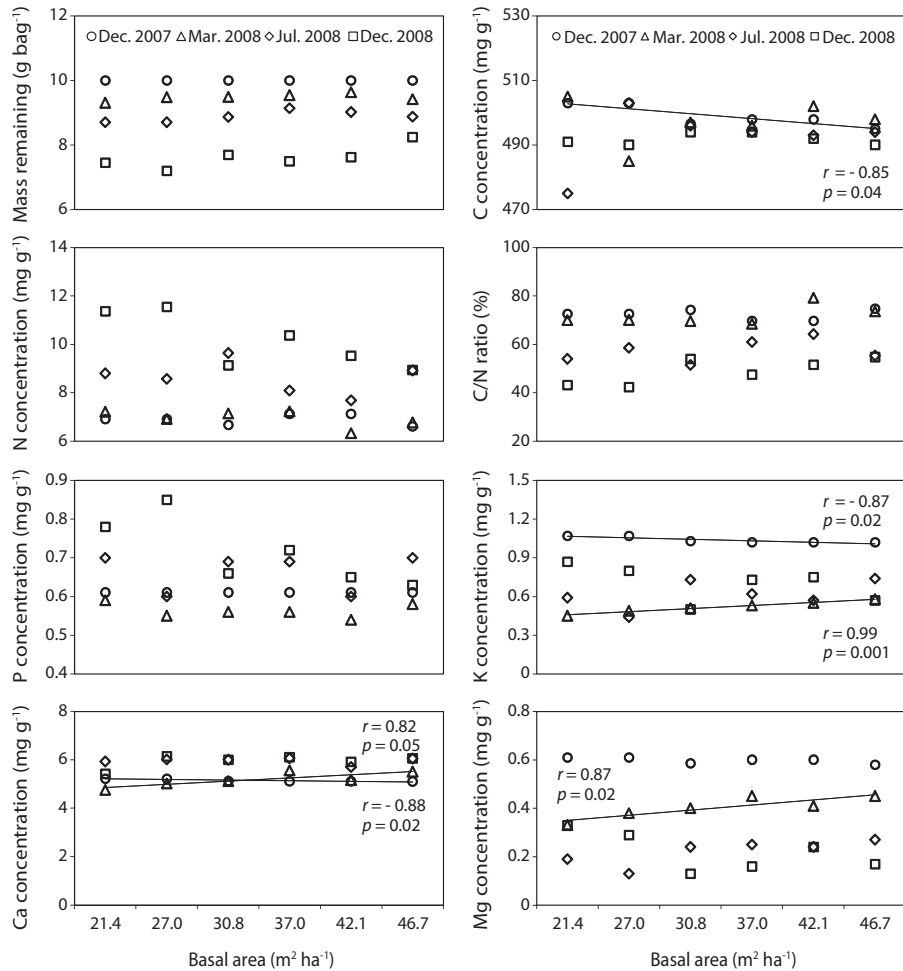 ○ Dec. 2007 △ Mar. 2008 ◇ Jul. 2008 □ Dec. 2008
Mass remaining (g bag⁻¹)
12
10
8
6
○ Dec. 2007 △ Mar. 2008 ◇ Jul. 2008 □ Dec. 2008
C concentration (mg g⁻¹)
530
510
490
470
r = - 0.85
p = 0.04
N concentration (mg g⁻¹)
14
12
10
8
6
C/N ratio (%)
100
80
60
40
20
P concentration (mg g⁻¹)
0.9
0.8
0.7
0.6
0.5
0.4
K concentration (mg g⁻¹)
1.5
1.2
0.9
0.6
0.3
0
r = - 0.87
p = 0.02
r = 0.99
p = 0.001
Ca concentration (mg g⁻¹)
8
6
4
2
0
r = 0.82
p = 0.05
r = - 0.88
p = 0.02
21.4 27.0 30.8 37.0 42.1 46.7
Basal area (m² ha⁻¹)
Mg concentration (mg g⁻¹)
0.8
0.6
0.4
0.2
0
r = 0.87
p = 0.02
21.4 27.0 30.8 37.0 42.1 46.7
Basal area (m² ha⁻¹)